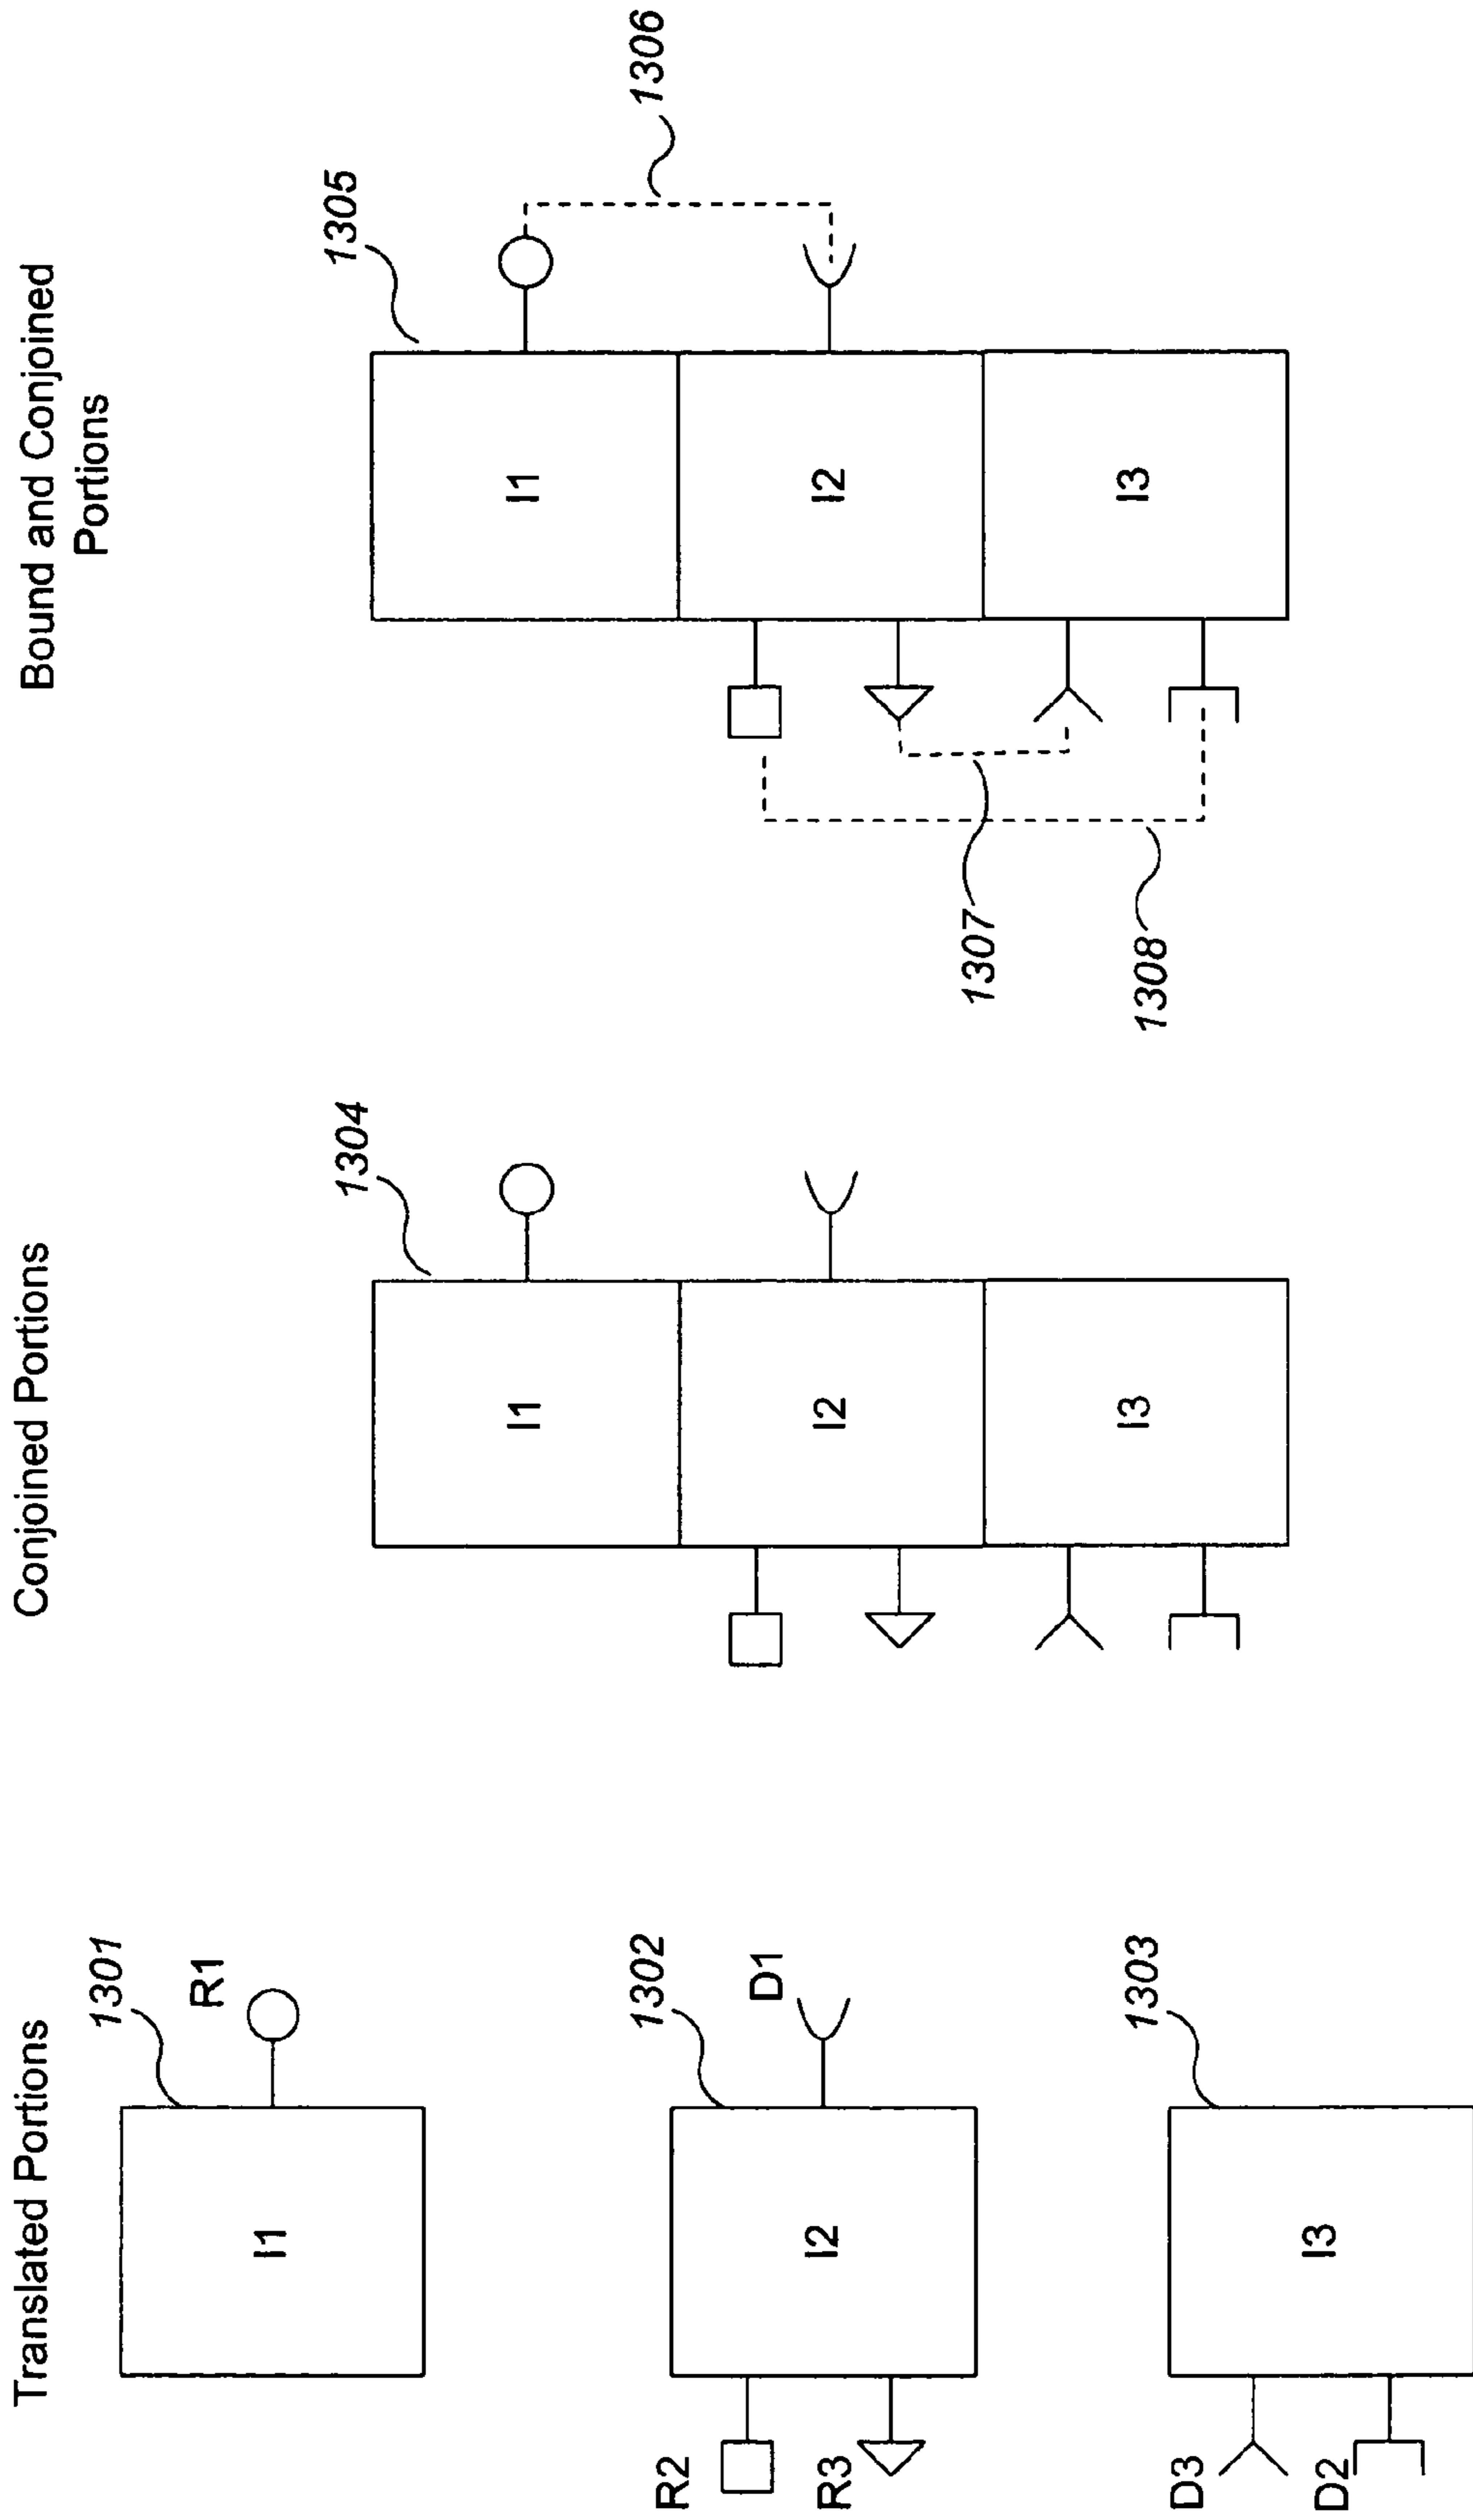 Translated Portions
1301
R1
I1
1302
D1
R2
I2
R3
1303
D3
I3
D2
Conjoined Portions
1304
I1
I2
I3
Bound and Conjoined
Portions
1305
1306
I1
I2
I3
1307
1308